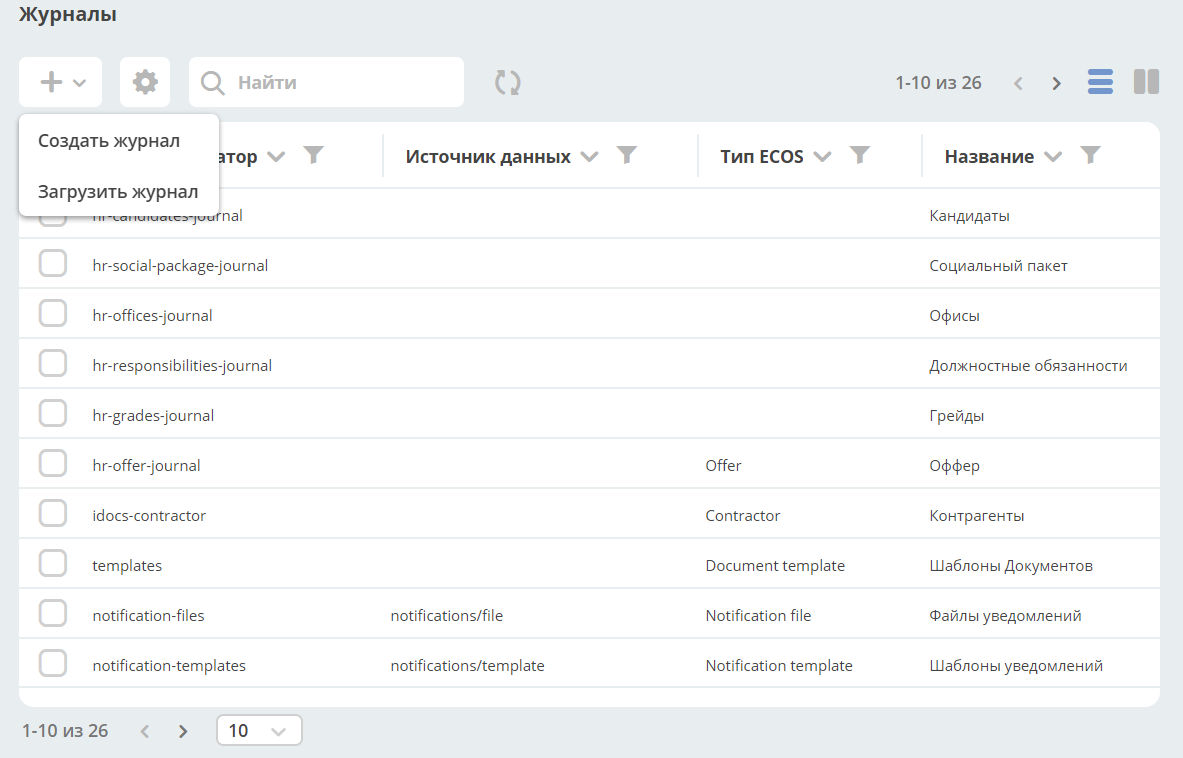 Журналы
Найти
1-10 из 26
Создать журнал
Загрузить журнал
атор Источник данных Тип ECOS Название
hr-candidates-journal Кандидаты
hr-social-package-journal Социальный пакет
hr-offices-journal Офисы
hr-responsibilities-journal Должностные обязанности
hr-grades-journal Грейды
hr-offer-journal Offer Оффер
idocs-contractor Contractor Контрагенты
templates Document template Шаблоны Документов
notification-files notifications/file Notification file Файлы уведомлений
notification-templates notifications/template Notification template Шаблоны уведомлений
1-10 из 26 10